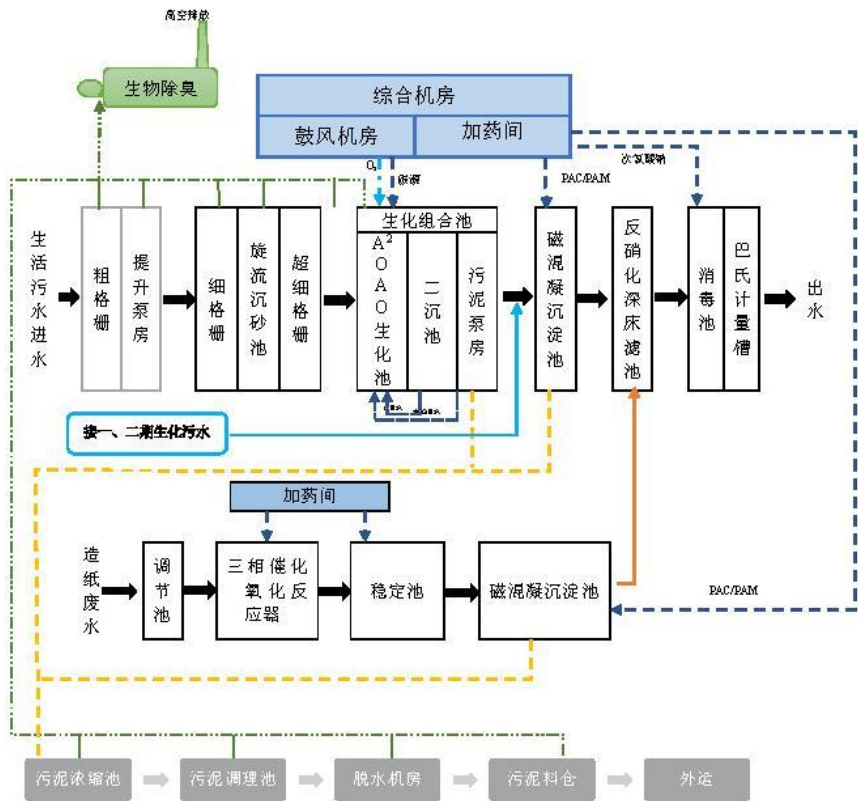 高空排放
生物除臭
综合机房
鼓风机房
加药间
O₂
碳源
PAC/PAM
次氯酸钠
生活污水进水
粗格栅
提升泵房
细格栅
旋流沉砂池
超细格栅
生化组合池
A²OAO生化池
二沉池
污泥泵房
磁混凝沉淀池
反硝化深床滤池
消毒池
巴氏计量槽
出水
接一、二期生化污水
加药间
造纸废水
调节池
三相催化
氧化反
应器
稳定池
磁混凝沉淀池
PAC/PAM
污泥浓缩池
污泥调理池
脱水机房
污泥料仓
外运